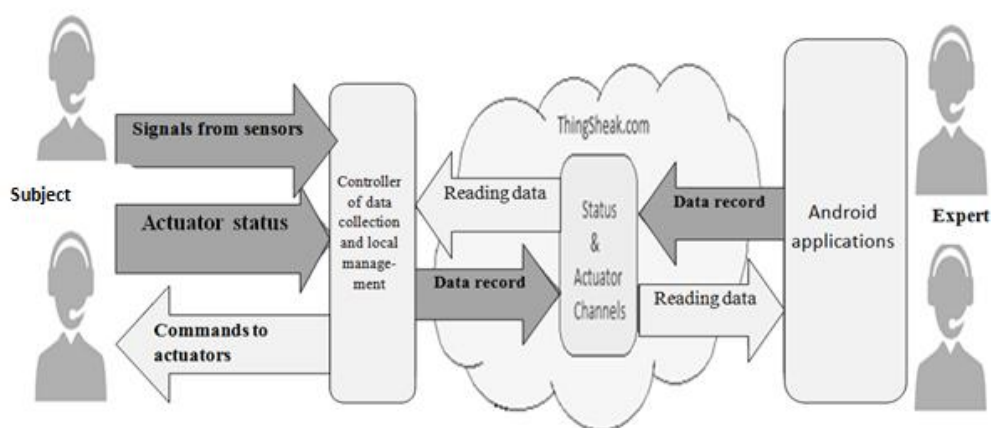 Subject
Signals from sensors
Actuator status
Commands to
actuators
Controller
of data
collection
and local
manage-
ment
Reading data
Data record
ThingSheak.com
Status
&
Actuator
Channels
Data record
Reading data
Android
applications
Expert